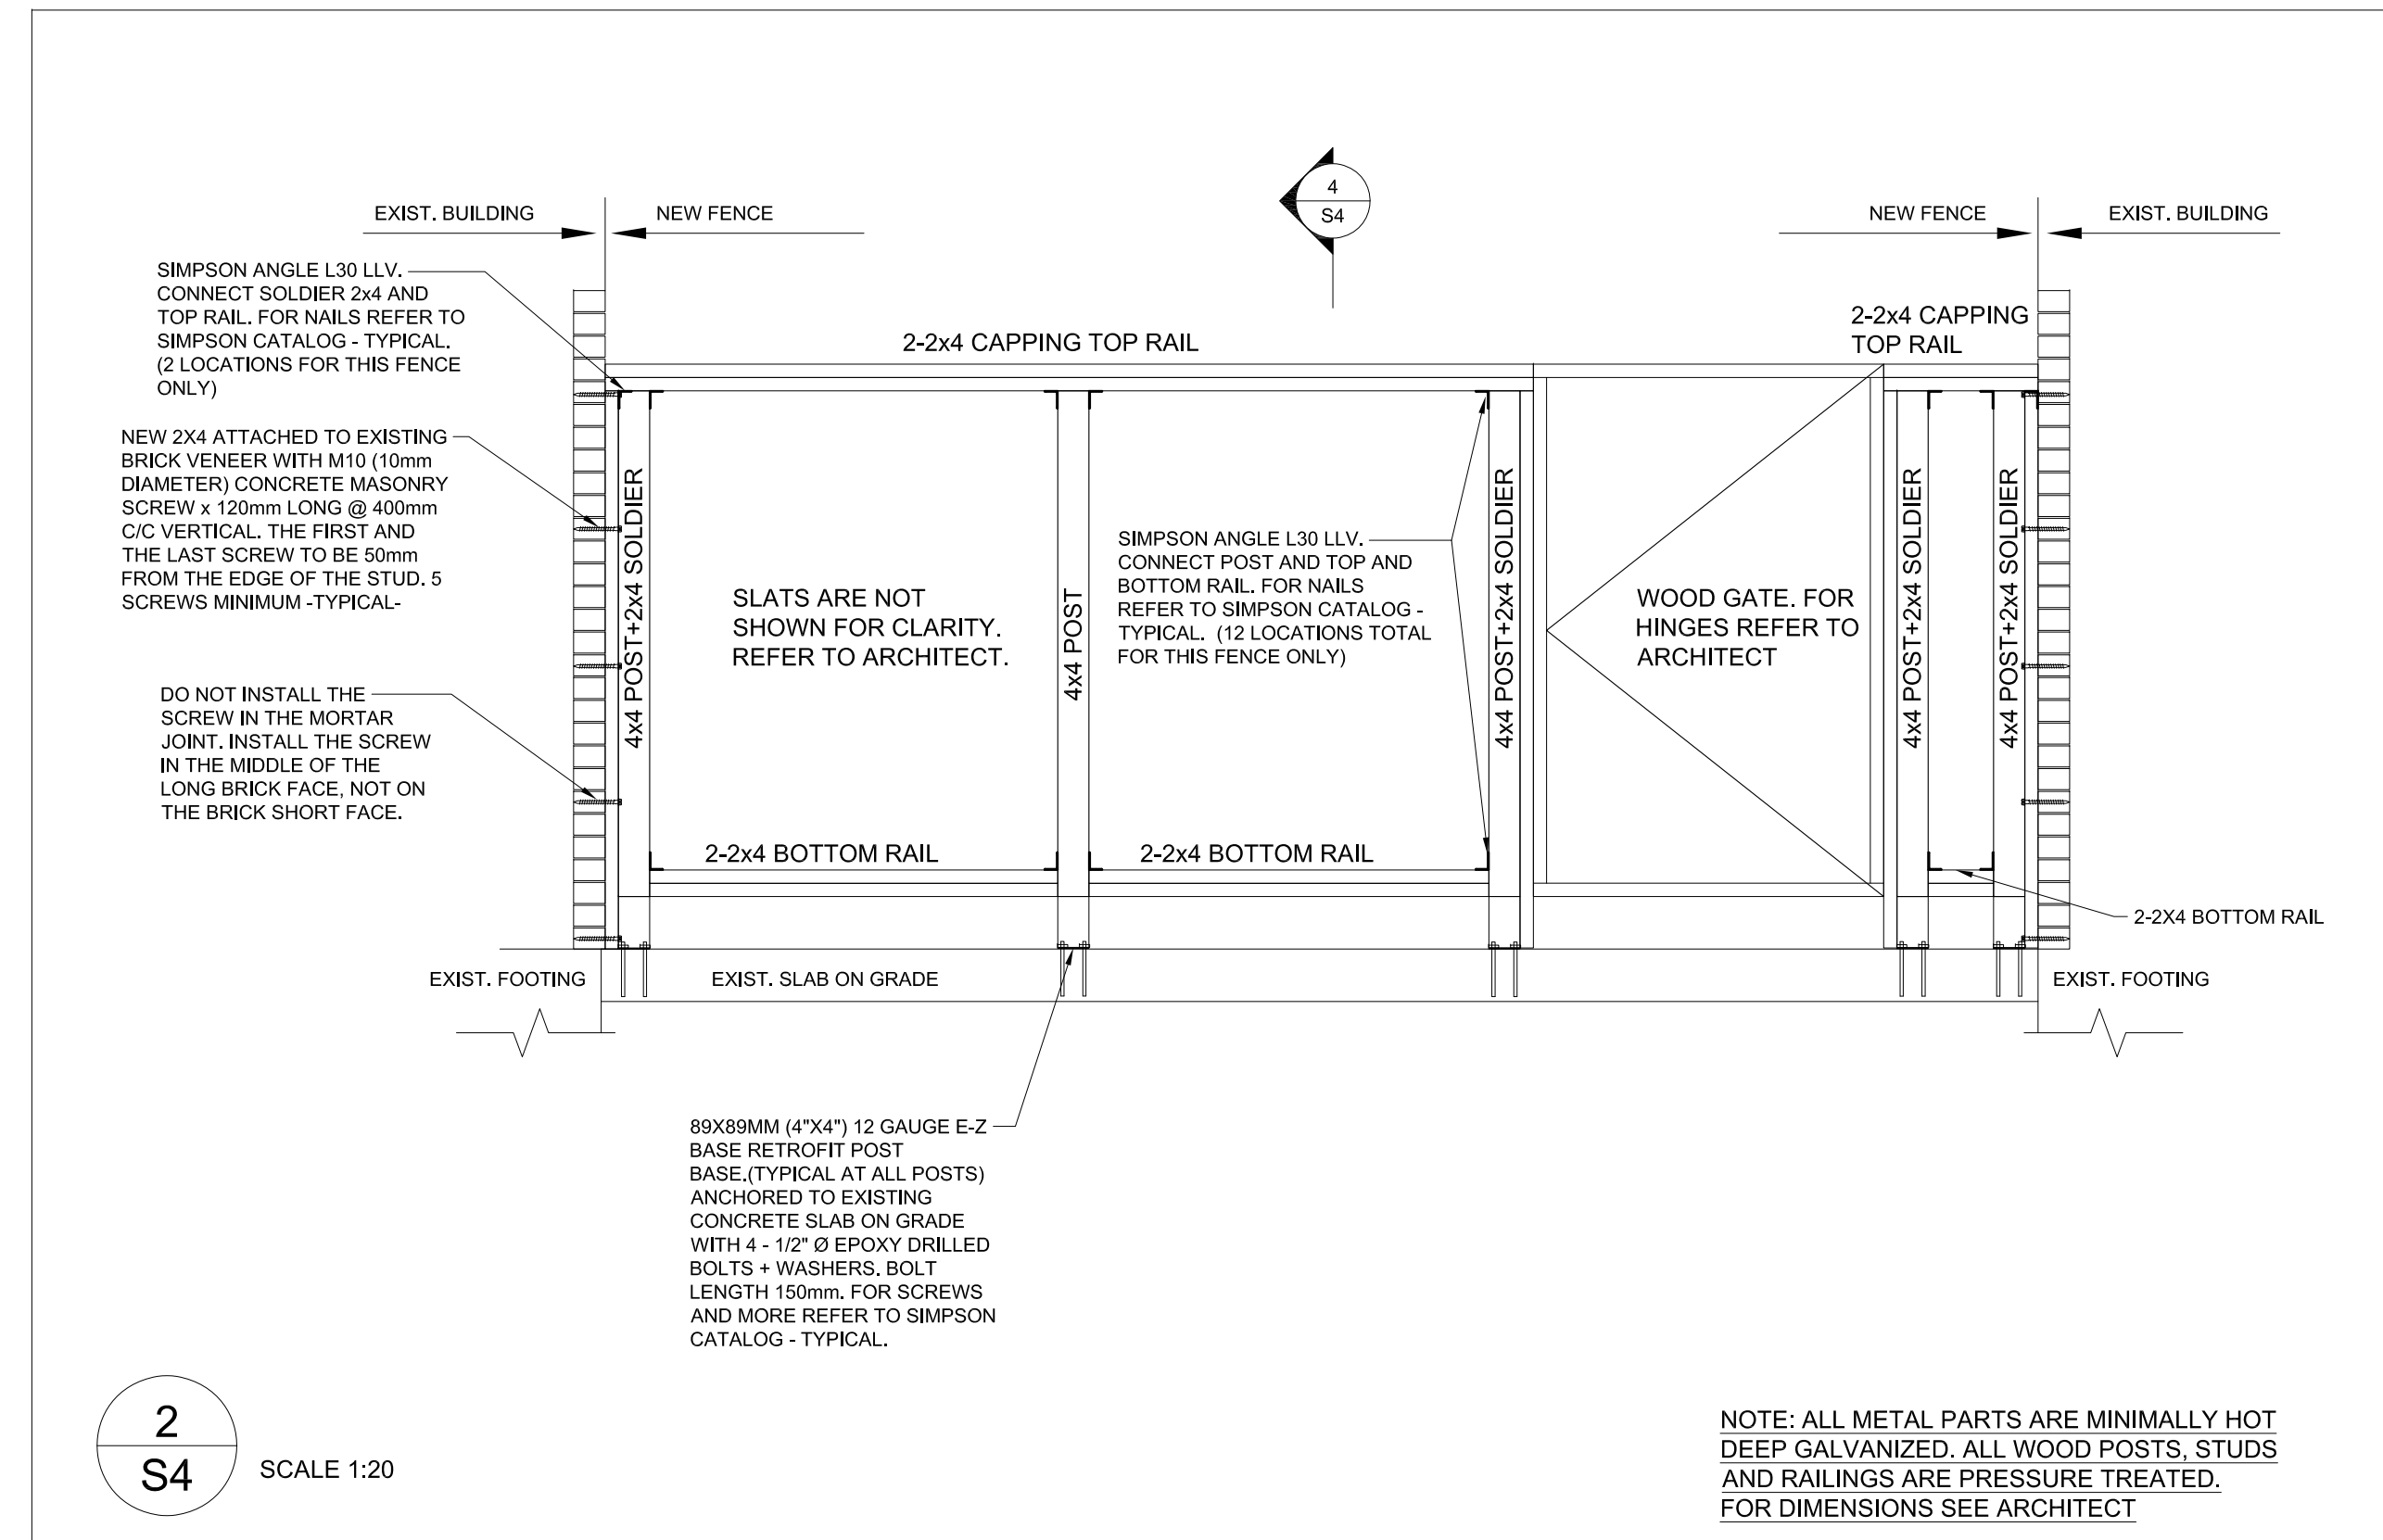 4
S4
EXIST. BUILDING
NEW FENCE
NEW FENCE
EXIST. BUILDING
SIMPSON ANGLE L30 LLV.
CONNECT SOLDIER 2x4 AND
TOP RAIL. FOR NAILS REFER TO
SIMPSON CATALOG - TYPICAL.
(2 LOCATIONS FOR THIS FENCE
ONLY)
2-2x4 CAPPING TOP RAIL
2-2x4 CAPPING
TOP RAIL
NEW 2X4 ATTACHED TO EXISTING
BRICK VENEER WITH M10 (10mm
DIAMETER) CONCRETE MASONRY
SCREW x 120mm LONG @ 400mm
C/C VERTICAL. THE FIRST AND
THE LAST SCREW TO BE 50mm
FROM THE EDGE OF THE STUD. 5
SCREWS MINIMUM -TYPICAL-
DO NOT INSTALL THE
SCREW IN THE MORTAR
JOINT. INSTALL THE SCREW
IN THE MIDDLE OF THE
LONG BRICK FACE, NOT ON
THE BRICK SHORT FACE.
4x4 POST+2x4 SOLDIER
SLATS ARE NOT
SHOWN FOR CLARITY.
REFER TO ARCHITECT.
4x4 POST
SIMPSON ANGLE L30 LLV.
CONNECT POST AND TOP AND
BOTTOM RAIL. FOR NAILS
REFER TO SIMPSON CATALOG -
TYPICAL. (12 LOCATIONS TOTAL
FOR THIS FENCE ONLY)
4x4 POST+2x4 SOLDIER
WOOD GATE. FOR
HINGES REFER TO
ARCHITECT
4x4 POST+2x4 SOLDIER
4x4 POST+2x4 SOLDIER
2-2x4 BOTTOM RAIL
2-2x4 BOTTOM RAIL
2-2X4 BOTTOM RAIL
EXIST. FOOTING
EXIST. SLAB ON GRADE
EXIST. FOOTING
89X89MM (4"X4") 12 GAUGE E-Z
BASE RETROFIT POST
BASE.(TYPICAL AT ALL POSTS)
ANCHORED TO EXISTING
CONCRETE SLAB ON GRADE
WITH 4 - 1/2" Ø EPOXY DRILLED
BOLTS + WASHERS. BOLT
LENGTH 150mm. FOR SCREWS
AND MORE REFER TO SIMPSON
CATALOG - TYPICAL.
2
S4
SCALE 1:20
NOTE: ALL METAL PARTS ARE MINIMALLY HOT
DEEP GALVANIZED. ALL WOOD POSTS, STUDS
AND RAILINGS ARE PRESSURE TREATED.
FOR DIMENSIONS SEE ARCHITECT